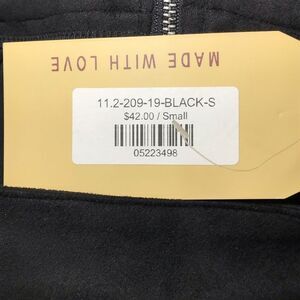 MADE WITH LOVE
11.2-209-19-BLACK-S
$42.00 / Small
05223498